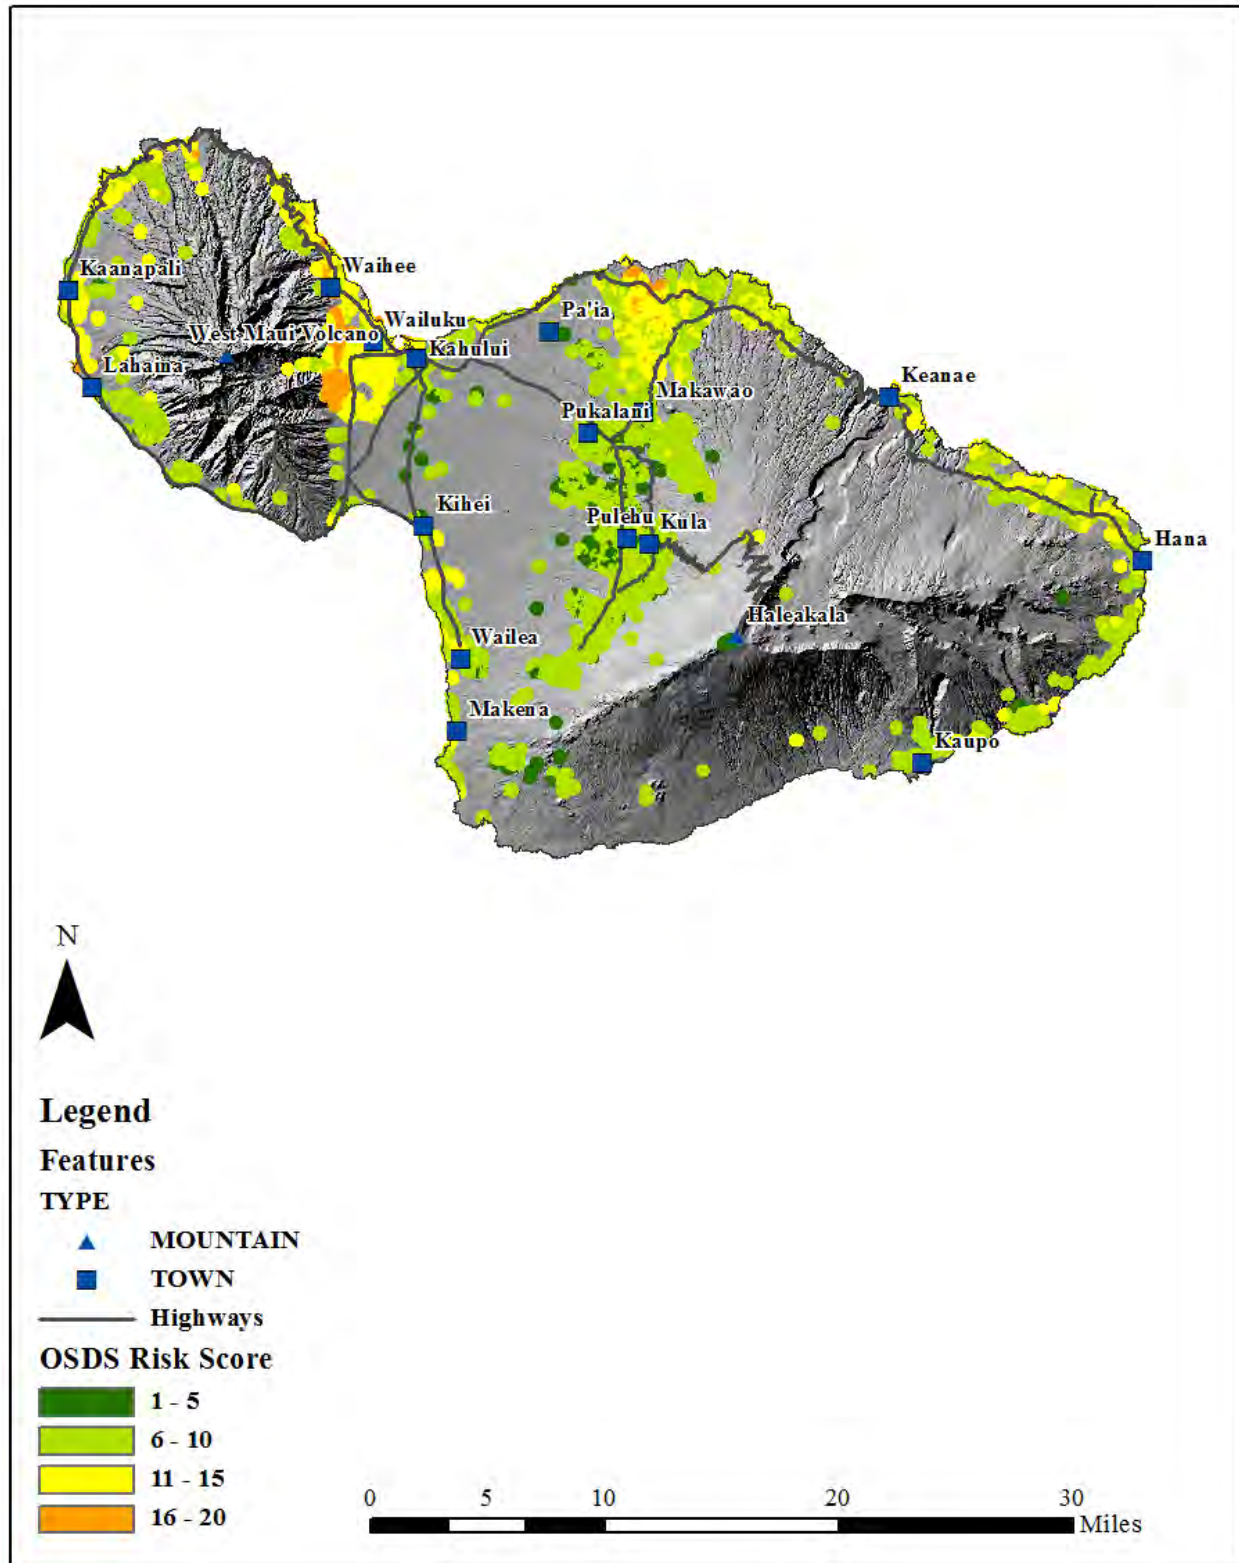 Kaanapali
Waihee
Pa'ia
Wailuku
West Maui Volcano
Kahului
Lahaina
Keanae
Makawao
Pukalani
Kihei
Pulehu
Kula
Hana
Haleakala
Wailea
Makena
Kaupo
N
Legend
Features
TYPE
MOUNTAIN
TOWN
Highways
OSDS Risk Score
1 - 5
6 - 10
11 - 15
16 - 20
0 5 10 20 30
Miles